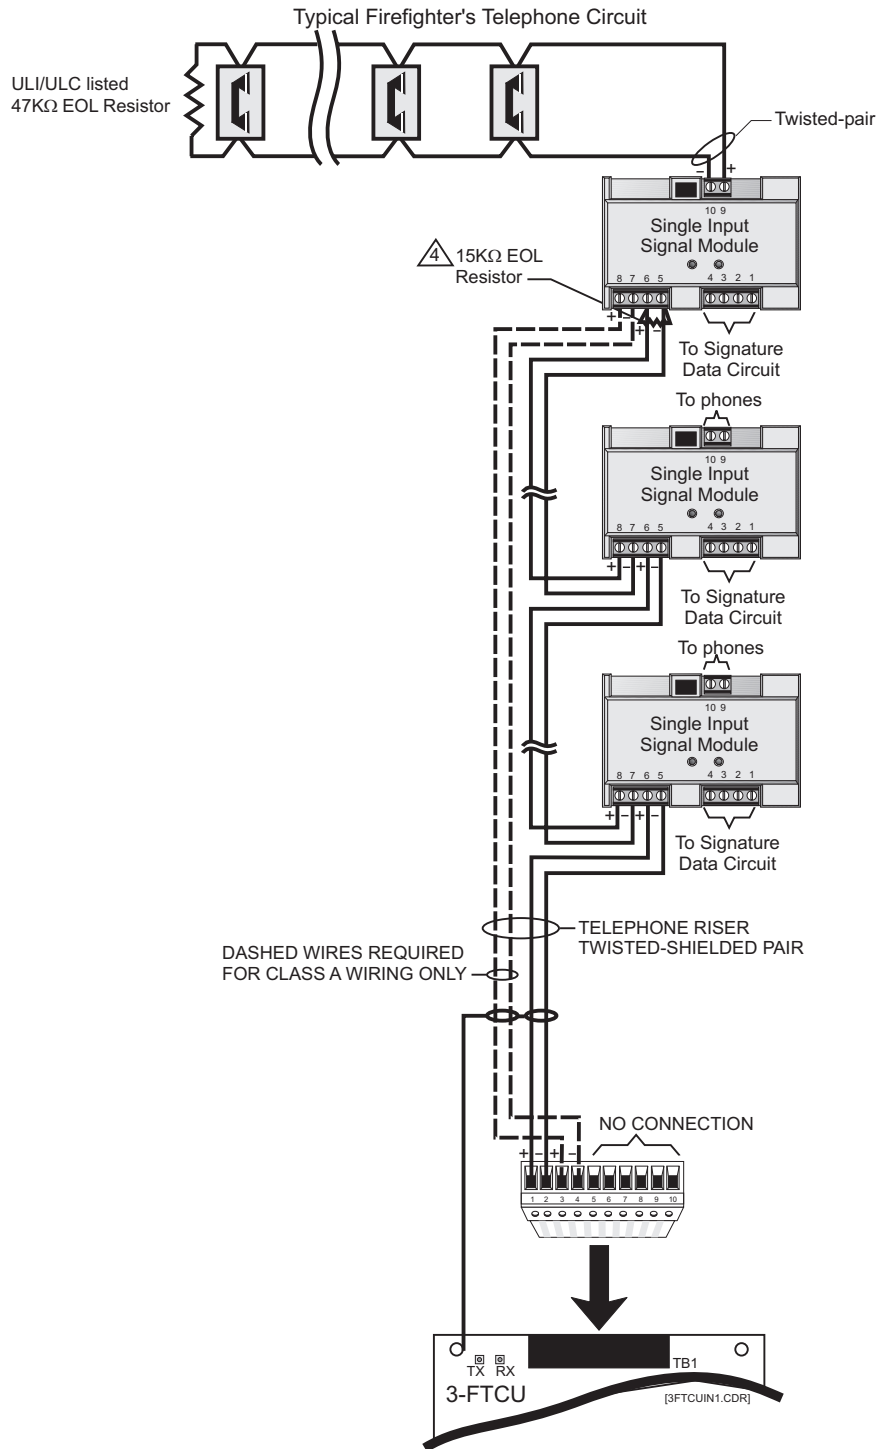 Typical Firefighter's Telephone Circuit
ULI/ULC listed
47KΩ EOL Resistor
Twisted-pair
– +
10 9
Single Input
Signal Module
8 7 6 5 4 3 2 1
+ – + –
4 15KΩ EOL
Resistor
To Signature
Data Circuit
To phones
10 9
Single Input
Signal Module
8 7 6 5 4 3 2 1
+ – + –
To Signature
Data Circuit
To phones
10 9
Single Input
Signal Module
8 7 6 5 4 3 2 1
+ – + –
To Signature
Data Circuit
TELEPHONE RISER
TWISTED-SHIELDED PAIR
DASHED WIRES REQUIRED
FOR CLASS A WIRING ONLY
NO CONNECTION
+ – + –
1 2 3 4 5 6 7 8 9 10
TX RX
TB1
3-FTCU
[3FTCUIN1.CDR]